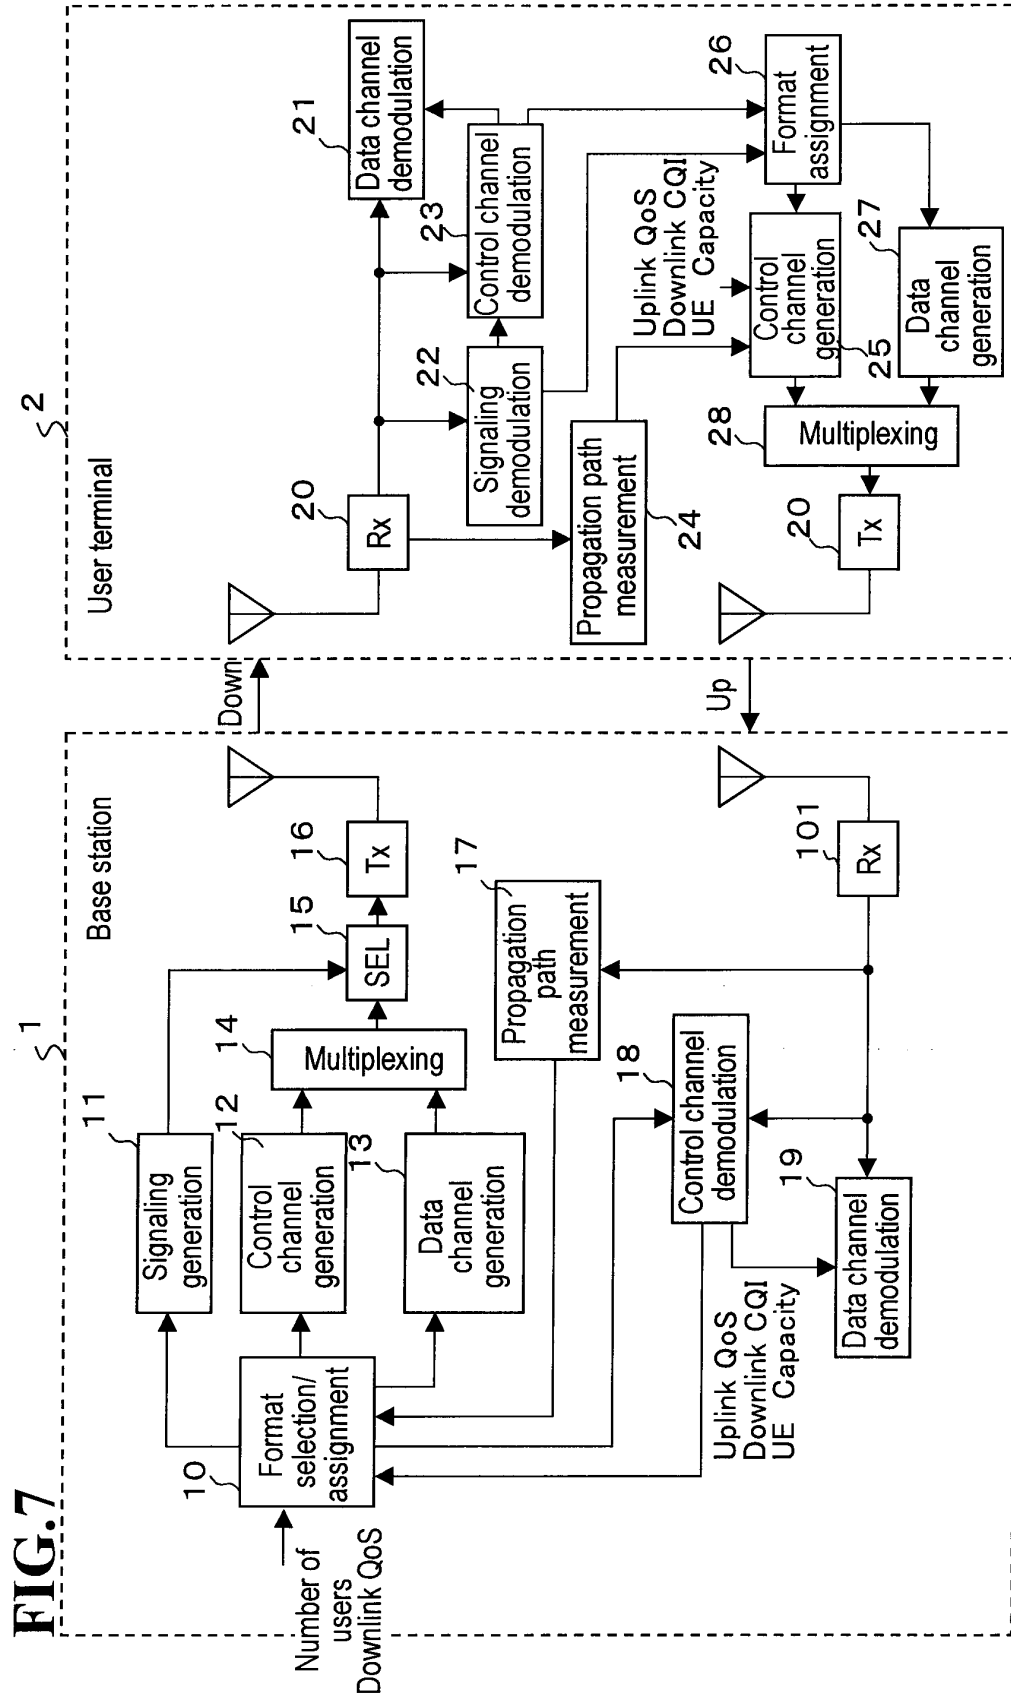 FIG.7
1
Base station
Number of
users
Downlink QoS
10
Format
selection/
assignment
11
Signaling
generation
12
Control
channel
generation
13
Data
channel
generation
14
Multiplexing
15
SEL
16
Tx
17
Propagation
path
measurement
18
Control channel
demodulation
Uplink QoS
Downlink CQI
UE Capacity
19
Data channel
demodulation
101
Rx
Down
Up
2
User terminal
20
Rx
21
Data channel
demodulation
22
Signaling
demodulation
23
Control channel
demodulation
24
Propagation path
measurement
Uplink QoS
Downlink CQI
UE Capacity
25
Control
channel
generation
26
Format
assignment
27
Data
channel
generation
28
Multiplexing
20
Tx